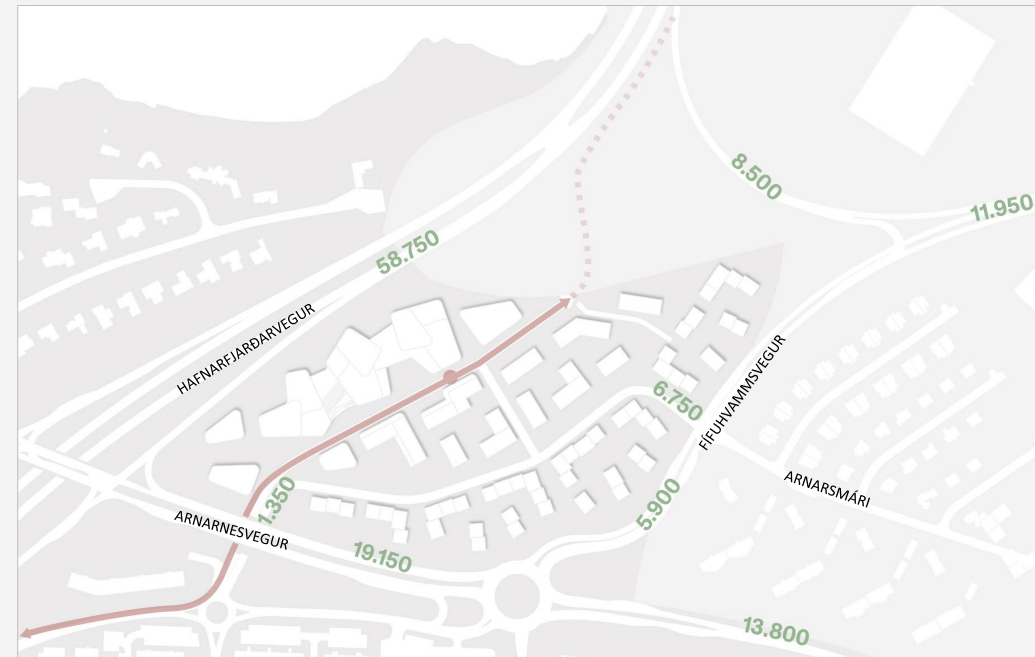 8.500
11.950
58.750
HAFNARFJARÐARVEGUR
FÍFUHVAMMSVEGUR
6.750
ARNARSMÁRI
1.350
5.900
ARNARNESVEGUR
19.150
13.800